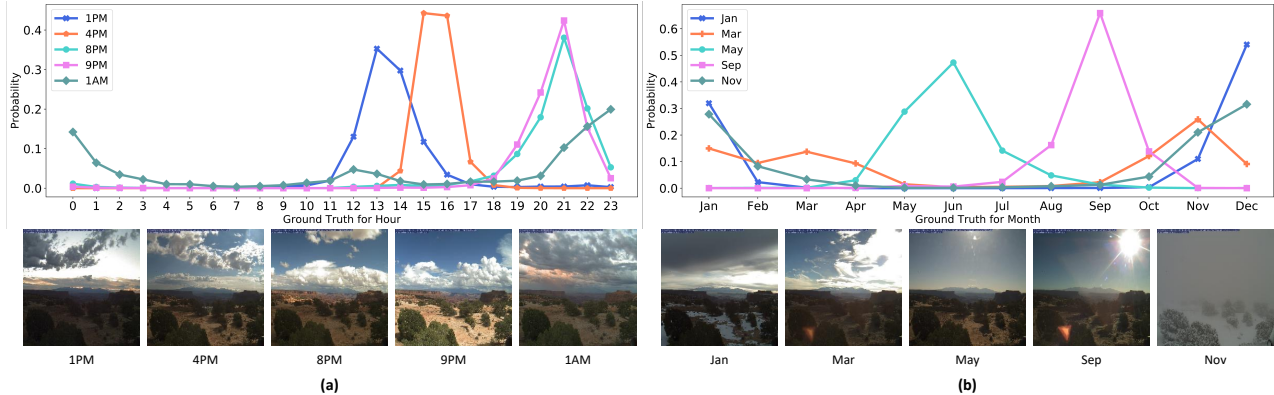 1PM
4PM
8PM
9PM
1AM
Probability
0.4
0.3
0.2
0.1
0.0
0 1 2 3 4 5 6 7 8 9 10 11 12 13 14 15 16 17 18 19 20 21 22 23
Ground Truth for Hour
1PM 4PM 8PM 9PM 1AM
(a)
Jan
Mar
May
Sep
Nov
Probability
0.6
0.5
0.4
0.3
0.2
0.1
0.0
Jan Feb Mar Apr May Jun Jul Aug Sep Oct Nov Dec
Ground Truth for Month
Jan Mar May Sep Nov
(b)